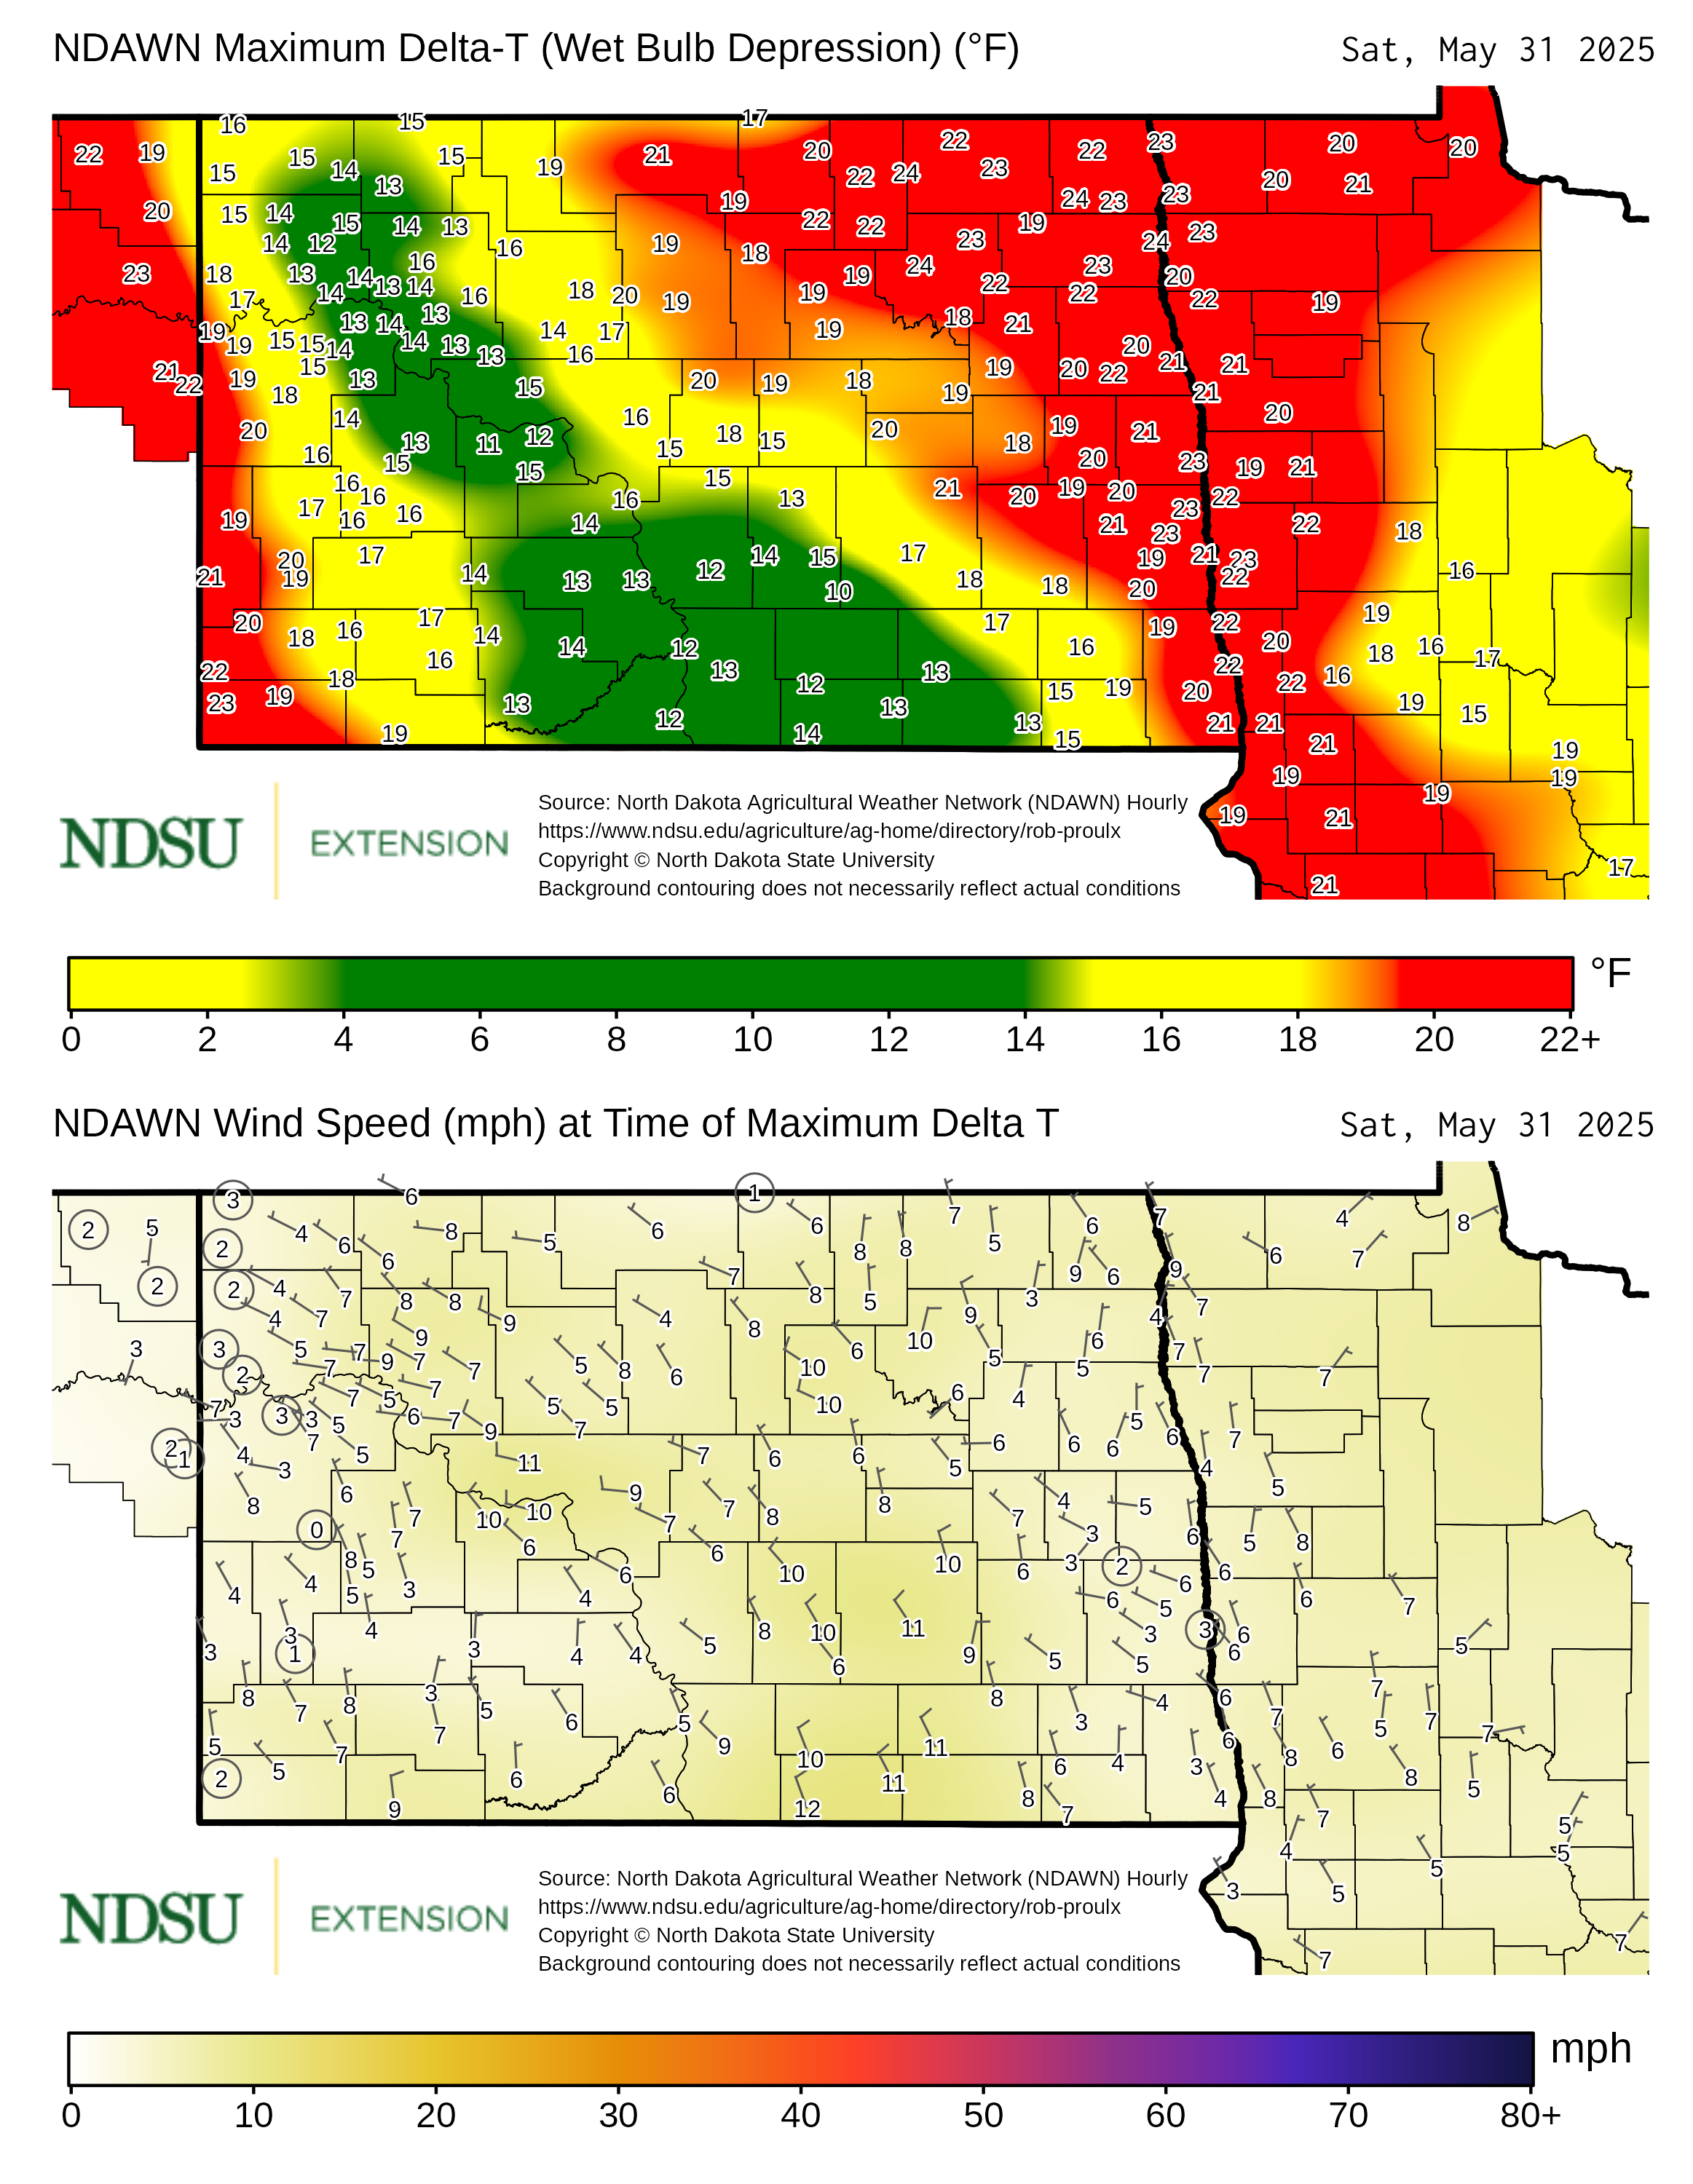 NDAWN Maximum Delta-T (Wet Bulb Depression) (°F) Sat, May 31 2025
17
16 15
22 19 15 14 15 19 21 20 22 23 22 23 20 20
15 13 22 24 20 21
20 15 14 15 14 13 19 22 22 24 23 23
14 12 16 19 18 23 19 24 23
23 18 13 14 13 14 16 18 20 19 19 24 22 23 20
17 14 16 19 22 22 19
19 13 14 13 14 17 19 18 21
19 15 15 14 14 13 13 16 20 21 21
21 22 19 15 13 15 20 19 18 19 20 22
18 19 21
20 14 16 18 15 20 19 21 20
16 13 11 12 15 18
15 15 15 20 23 19 21
16 17 16 16 13 21 20 19 20 22
19 16 16 14 21 23 22 18
20 17 12 14 15 17 19 21 23
21 19 14 13 13 10 18 18 20 22 16
20 17 17 19 22 19
18 16 14 14 12 16 20 18 16
22 16 13 13 22 16 17
18 12 15 19 20 22
23 19 13 12 13 13 21 21 19 15
19 14 15 21 19
19 19
19 21 19
17
21
NDSU EXTENSION
Source: North Dakota Agricultural Weather Network (NDAWN) Hourly
https://www.ndsu.edu/agriculture/ag-home/directory/rob-proulx
Copyright © North Dakota State University
Background contouring does not necessarily reflect actual conditions
°F
0 2 4 6 8 10 12 14 16 18 20 22+
NDAWN Wind Speed (mph) at Time of Maximum Delta T Sat, May 31 2025
3 6 1
2 5 4 8 6 6 7 6 7 4 8
2 6 6 5 8 8 5 6 7
2 2 4 7 8 8 7 8 5 9 6 9
4 7 9 9 4 8 9 3 4 7
3 3 5 7 9 7 7 5 8 6 10 6 10 5 6 7 7
2 7 5 7 10 6 4 5 7
7 3 3 3 5 6 7 9 5 5 7 6 6 6 5 6 7
2 1 4 3 7 5 11 7 6 6 5 4
8 6 7 10 10 9 7 8 8 7 4 5 5
0 7 6 7 3 6 5 8
8 5 6 6 10 10 6 3 2 6 6
4 4 5 3 4 6 5 6 7
3 3 1 4 3 4 4 5 8 10 6 11 9 5 3 5 3 6 6 5
8 7 8 3 5 6 5 8 3 4 6 7 7 5 7 7
5 7 7 9 10 11 6 4 6 8 6
2 5 9 6 6 12 11 8 7 3 4 8 8 5
7 4 5 5
3 5 5
7 7
NDSU EXTENSION
Source: North Dakota Agricultural Weather Network (NDAWN) Hourly
https://www.ndsu.edu/agriculture/ag-home/directory/rob-proulx
Copyright © North Dakota State University
Background contouring does not necessarily reflect actual conditions
mph
0 10 20 30 40 50 60 70 80+